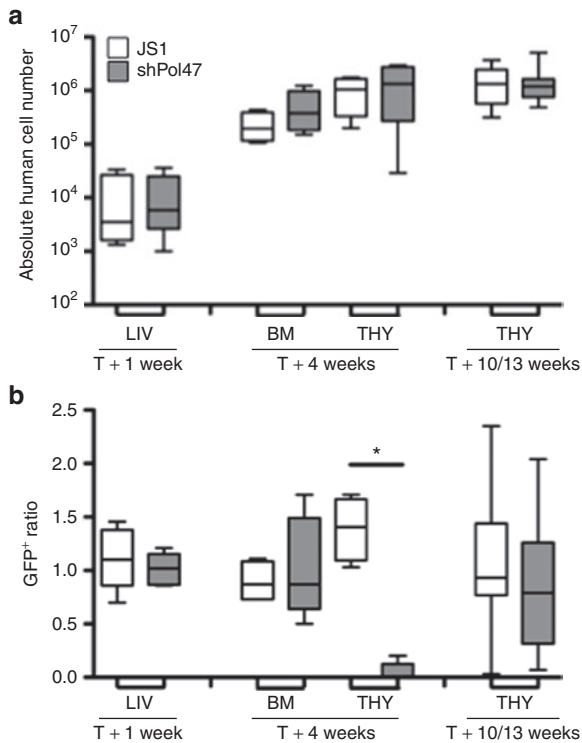 a
Absolute human cell number
10⁷
10⁶
10⁵
10⁴
10³
10²
JS1
shPol47
LIV
BM
THY
THY
T + 1 week
T + 4 weeks
T + 10/13 weeks
b
GFP⁺ ratio
2.5
2.0
1.5
1.0
0.5
0.0
*
LIV
BM
THY
THY
T + 1 week
T + 4 weeks
T + 10/13 weeks